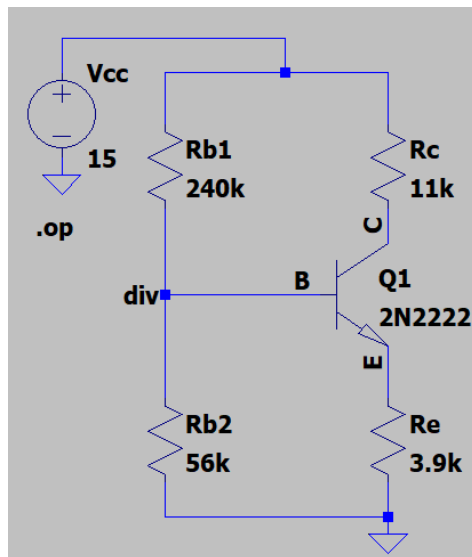 Vcc
+
−
15
.op
Rb1
240k
Rc
11k
C
div
B
Q1
2N2222
E
Rb2
56k
Re
3.9k